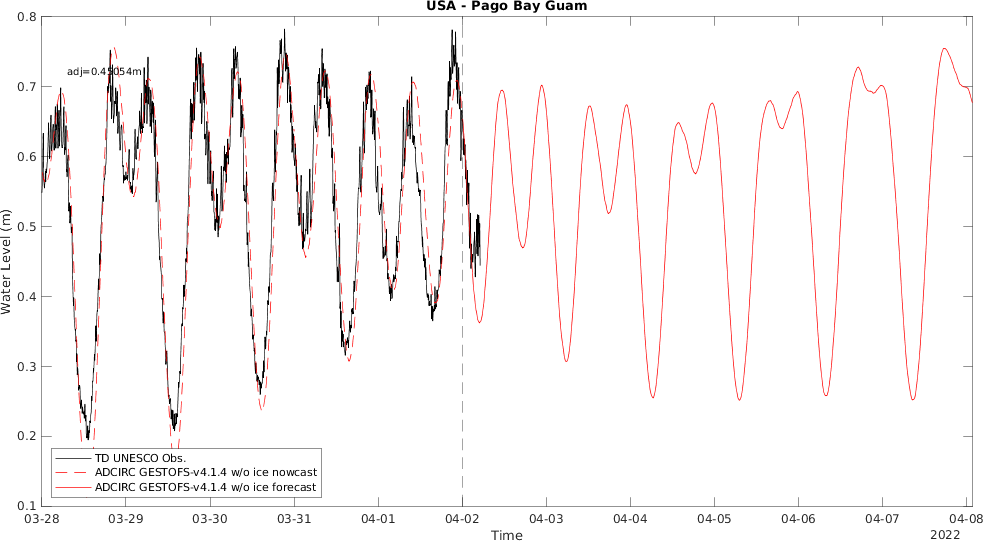 USA - Pago Bay Guam
adj=0.45054m
Water Level (m)
0.8
0.7
0.6
0.5
0.4
0.3
0.2
0.1
TD UNESCO Obs.
ADCIRC GESTOFS-v4.1.4 w/o ice nowcast
ADCIRC GESTOFS-v4.1.4 w/o ice forecast
03-28 03-29 03-30 03-31 04-01 04-02 04-03 04-04 04-05 04-06 04-07 04-08
Time
2022